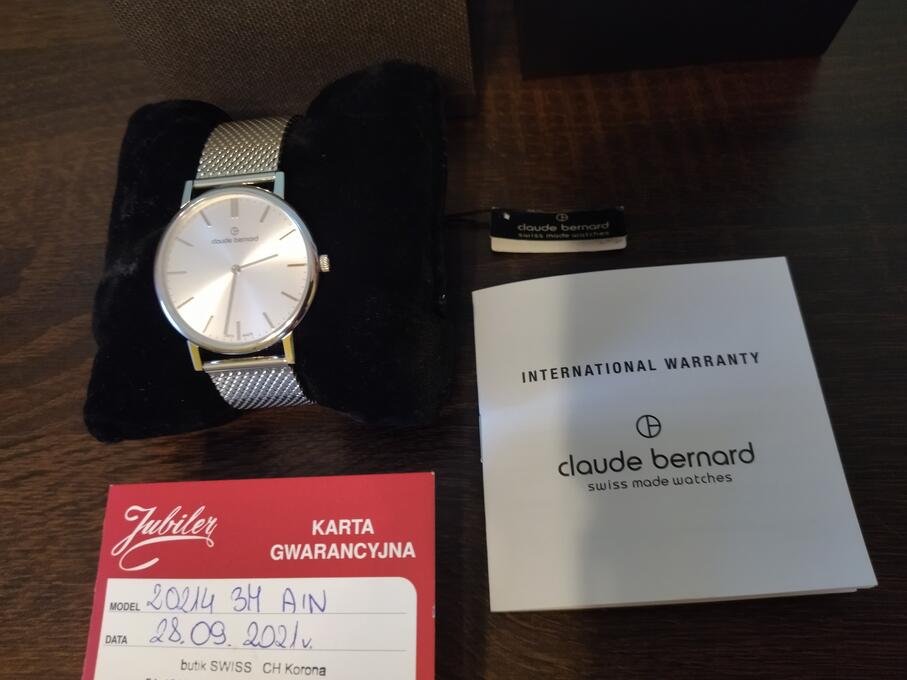 claude bernard
claude bernard
swiss made watches
INTERNATIONAL WARRANTY
claude bernard
swiss made watches
Jubiler
KARTA
GWARANCYJNA
MODEL 20214 3M AIN
DATA 28.09.2021r.
butik SWISS CH Korona